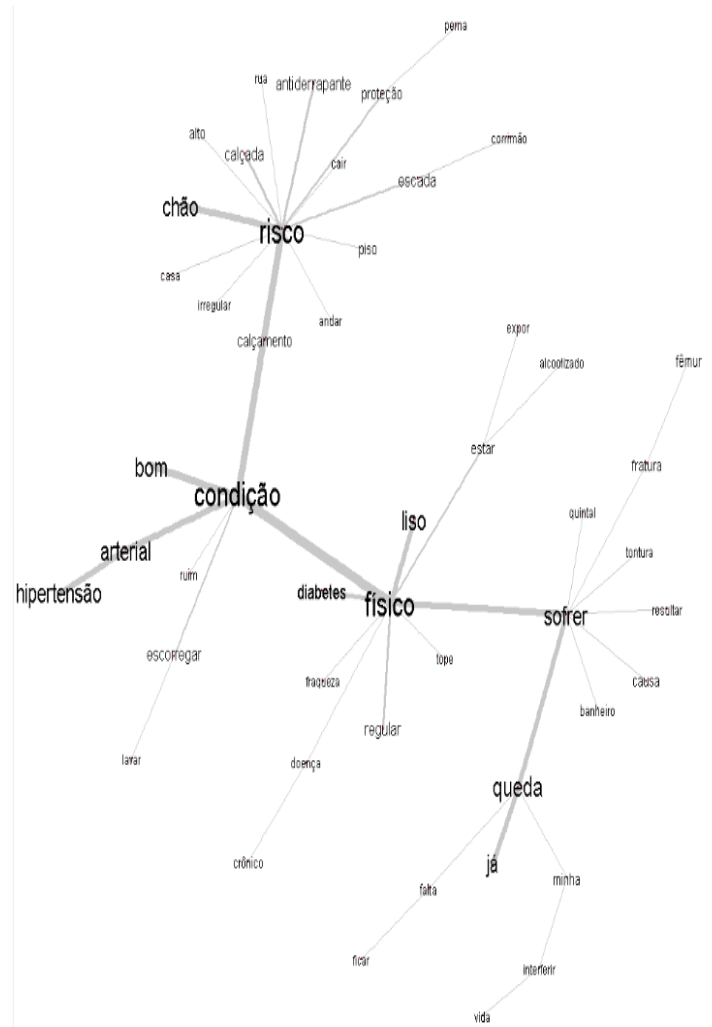 perna
rua
antiderrapante
proteção
alto
corrimão
calçada
cair
escada
chão
risco
piso
casa
irregular
andar
expor
calçamento
alcoolizado
fêmur
estar
bom
fratura
condição
liso
quintal
arterial
tontura
ruim
hipertensão
diabetes
físico
sofrer
resultar
escorregar
tope
fraqueza
causa
banheiro
regular
lavar
doença
queda
crônico
já
minha
falta
ficar
interferir
vida